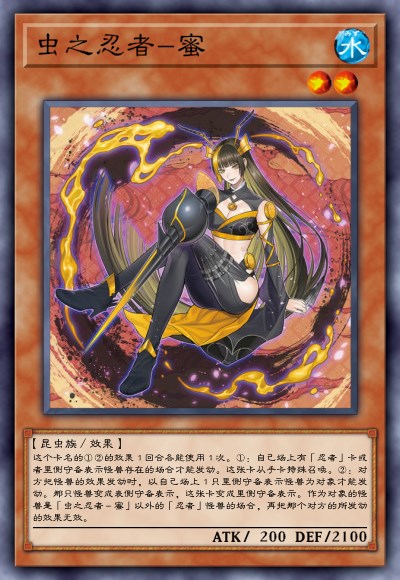 虫之忍者-蜜
水
【昆虫族/效果】
这个卡名的①②的效果1回合各能使用1次。①:自己场上有「忍者」卡或
者里侧守备表示怪兽存在的场合才能发动。这张卡从手卡特殊召唤。②:对
方把怪兽的效果发动时,以自己场上1只里侧守备表示怪兽为对象才能发
动。那只怪兽变成表侧守备表示,这张卡变成里侧守备表示。作为对象的怪
兽是「虫之忍者-蜜」以外的「忍者」怪兽的场合,再把那个对方的所发动
的效果无效。
ATK/ 200 DEF/2100